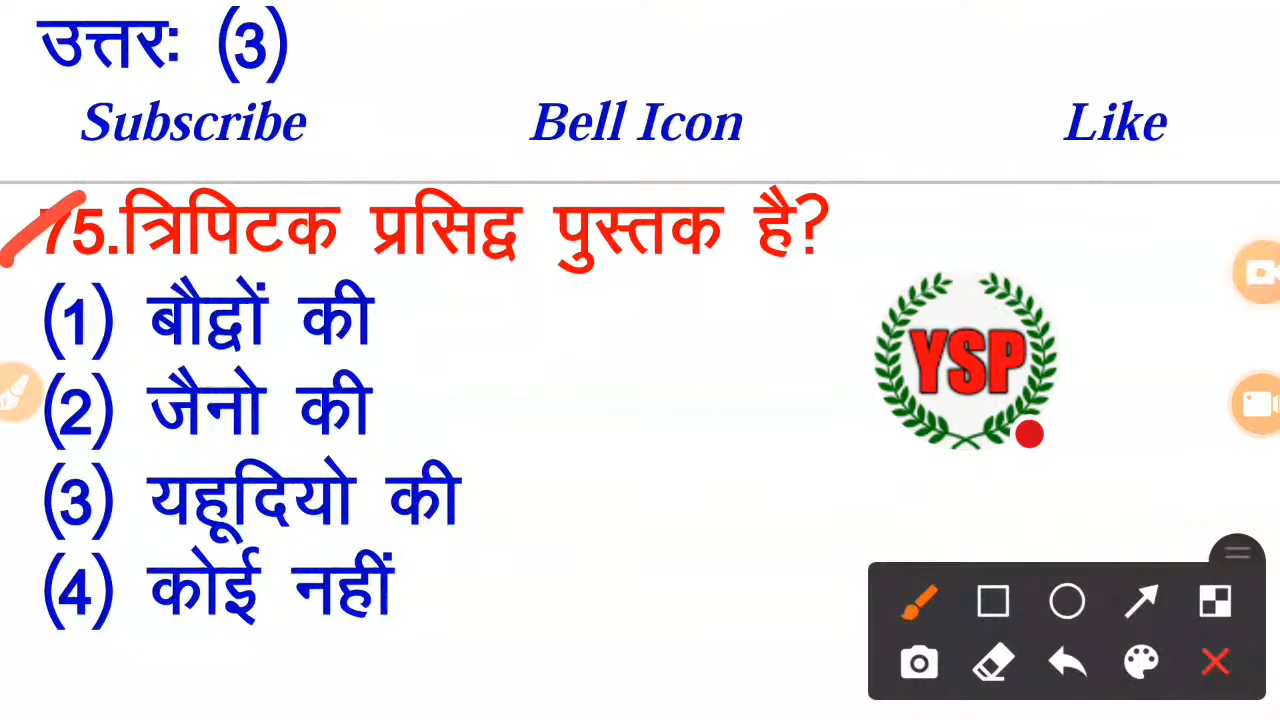 उत्तरः (3)
Subscribe Bell Icon Like
75.त्रिपिटक प्रसिद्व पुस्तक है?
(1) बौद्वों की
(2) जैनो की
(3) यहूदियो की
(4) कोई नहीं
YSP